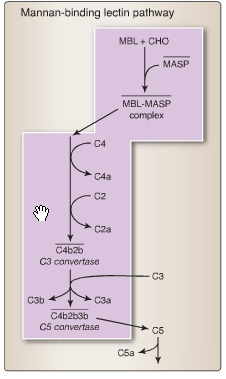 Mannan-binding lectin pathway
MBL + CHO
MASP
MBL-MASP
complex
C4
C4a
C2
C2a
C4b2b
C3 convertase
C3
C3b
C3a
C4b2b3b
C5 convertase
C5
C5a